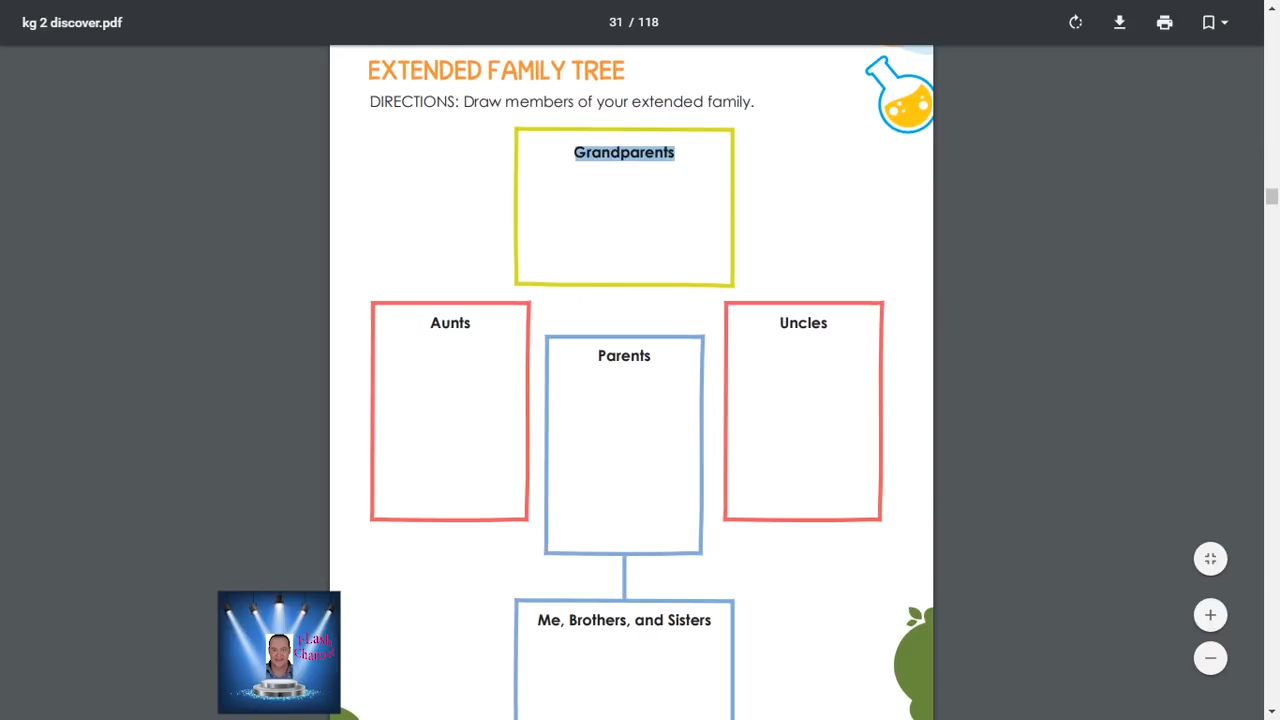 kg 2 discover.pdf
31 / 118
EXTENDED FAMILY TREE
DIRECTIONS: Draw members of your extended family.
Grandparents
Aunts
Uncles
Parents
Me, Brothers, and Sisters